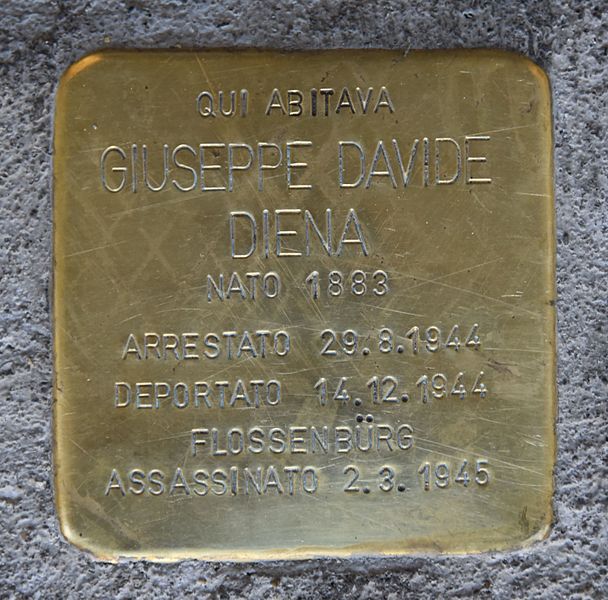 QUI ABITAVA
GIUSEPPE DAVIDE
DIENA
NATO 1883
ARRESTATO 29.8.1944
DEPORTATO 14.12.1944
FLOSSENBÜRG
ASSASSINATO 2.3.1945